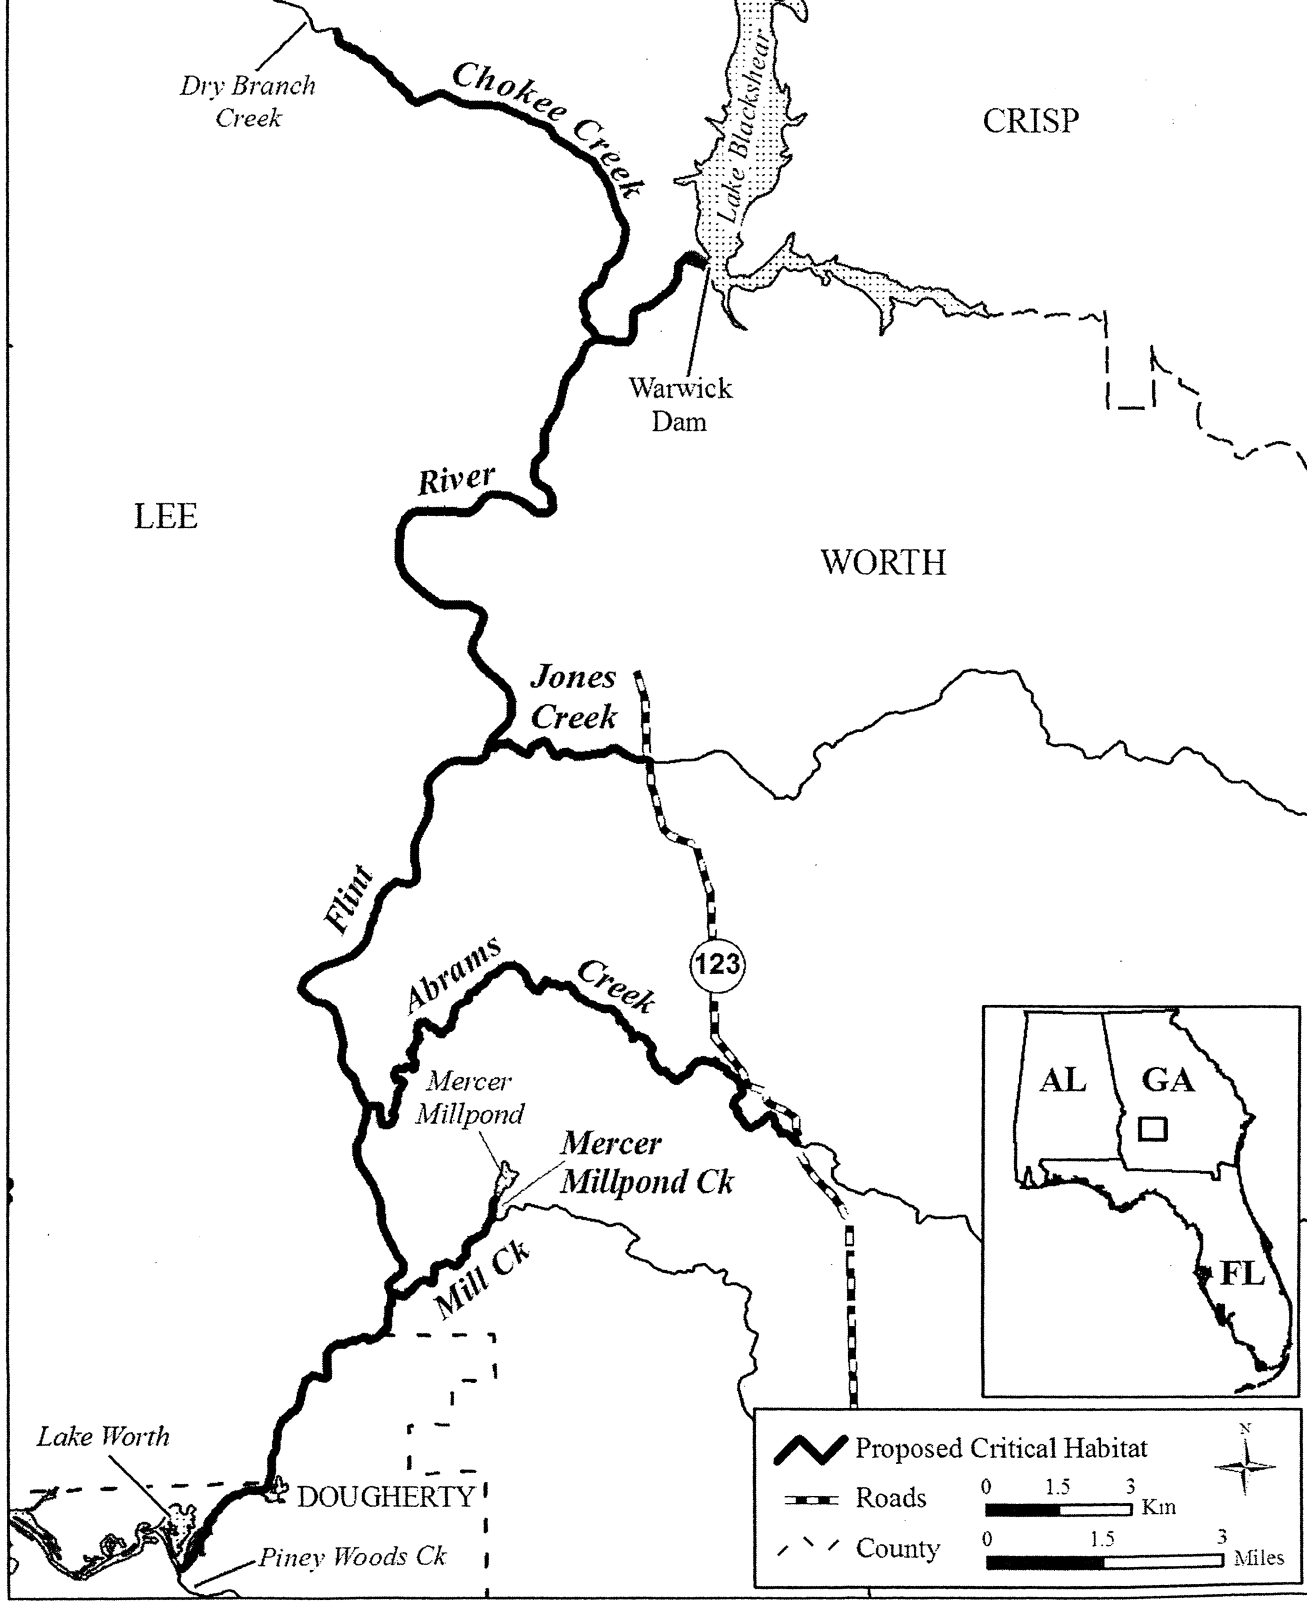 Dry Branch
Creek
Chokee Creek
Lake Blackshear
CRISP
Warwick
Dam
River
LEE
WORTH
Jones
Creek
Flint
123
Abrams
Creek
Mercer
Millpond
Mercer
Millpond Ck
Mill Ck
AL
GA
FL
Lake Worth
DOUGHERTY
Piney Woods Ck
Proposed Critical Habitat
Roads
County
N
0 1.5 3
Km
0 1.5 3
Miles